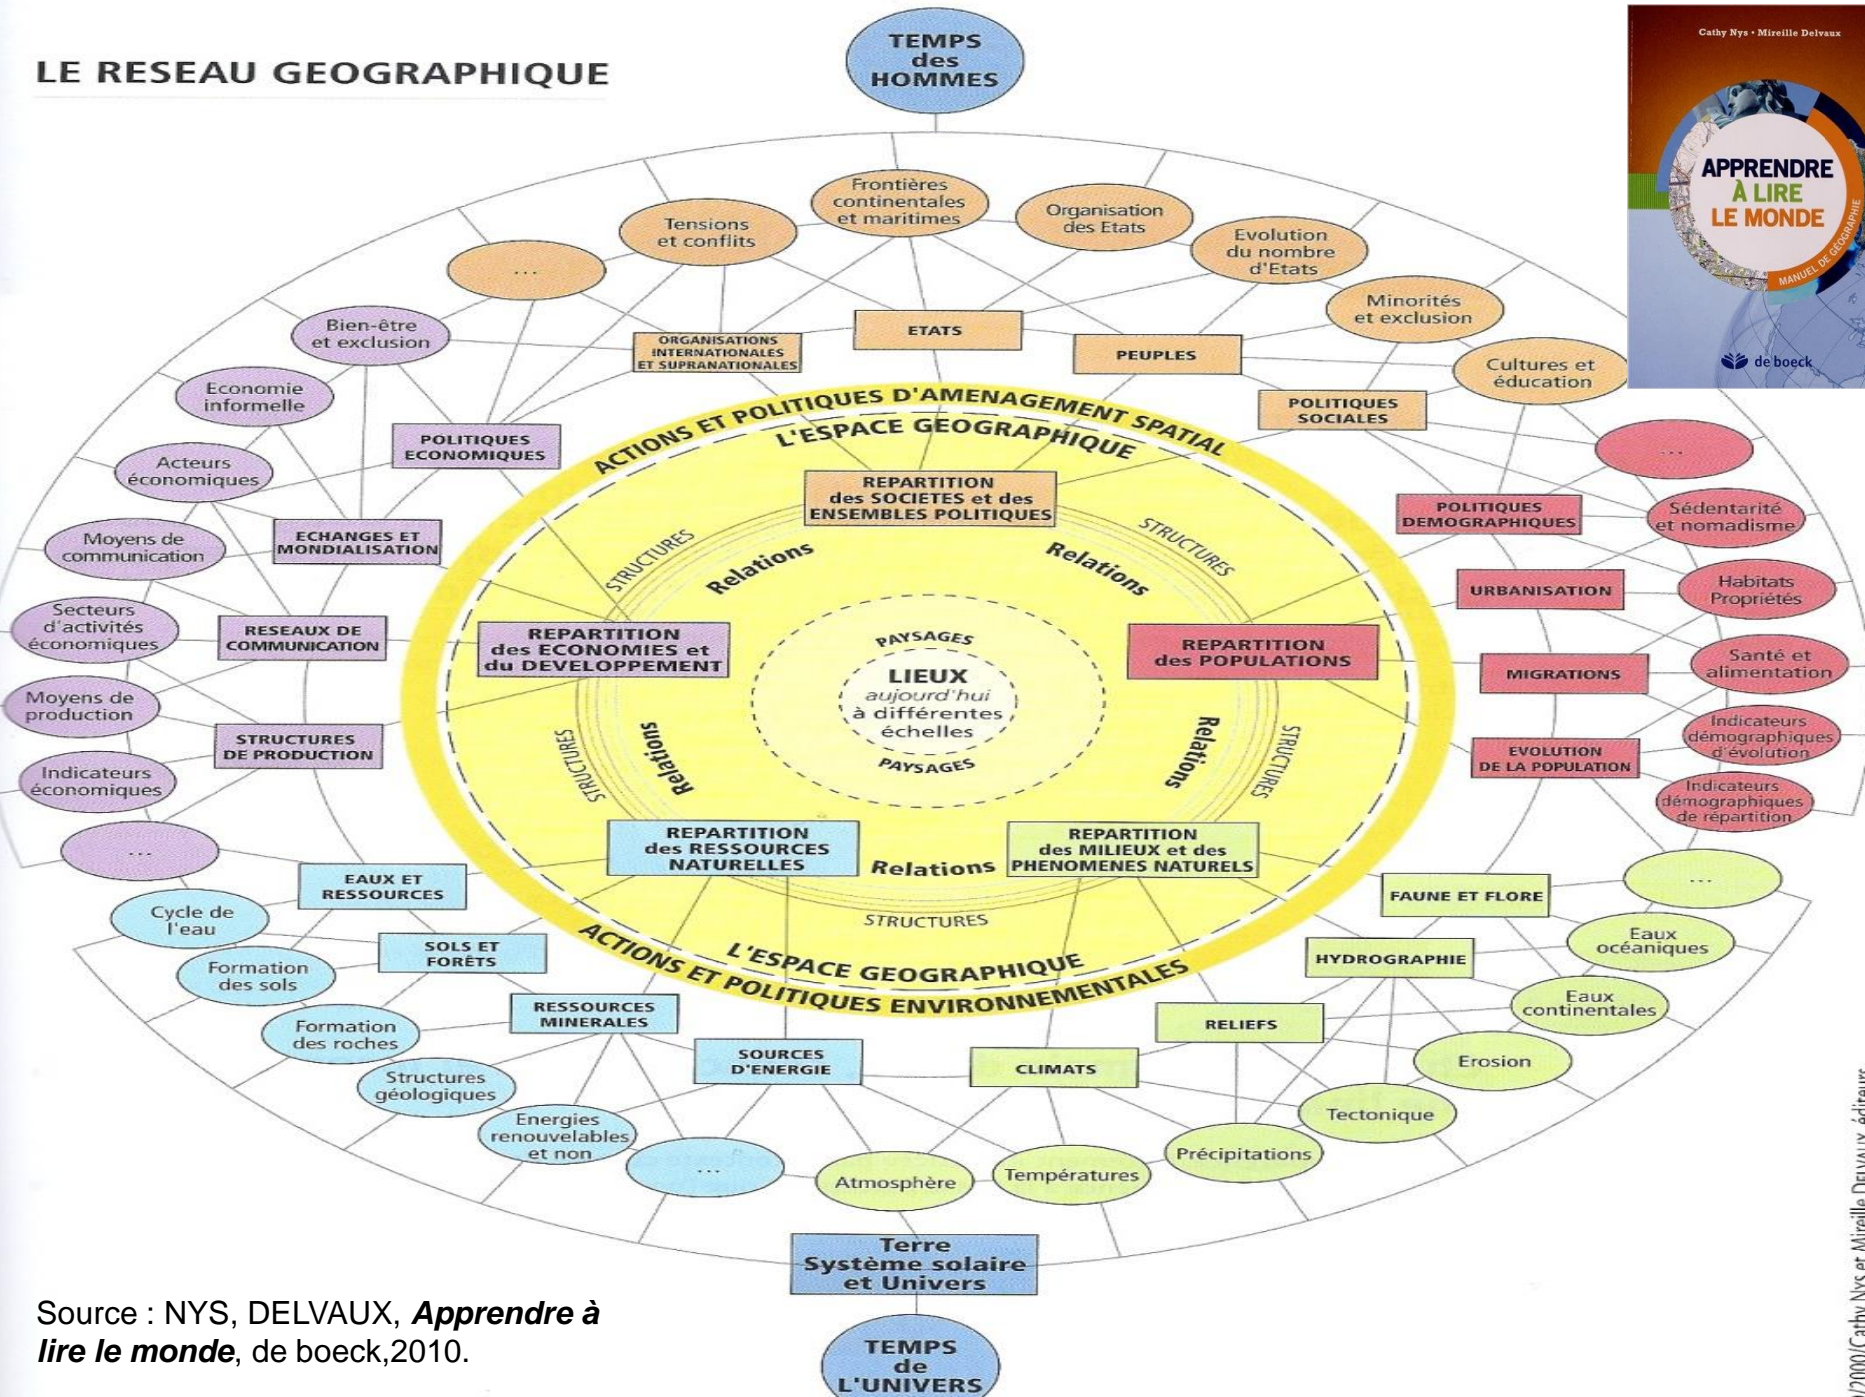 LE RESEAU GEOGRAPHIQUE
TEMPS
des
HOMMES
Cathy Nys • Mireille Delvaux
APPRENDRE
À LIRE
LE MONDE
MANUEL DE GÉOGRAPHIE
de boeck
Frontières
continentales
et maritimes
Tensions
et conflits
Organisation
des Etats
Evolution
du nombre
d'Etats
...
Minorités
et exclusion
Cultures et
éducation
Bien-être
et exclusion
Economie
informelle
Acteurs
économiques
Moyens de
communication
Secteurs
d'activités
économiques
Moyens de
production
Indicateurs
économiques
...
ORGANISATIONS
INTERNATIONALES
ET SUPRANATIONALES
ETATS
PEUPLES
POLITIQUES
SOCIALES
POLITIQUES
ECONOMIQUES
ECHANGES ET
MONDIALISATION
RESEAUX DE
COMMUNICATION
STRUCTURES
DE PRODUCTION
...
Sédentarité
et nomadisme
Habitats
Propriétés
Santé et
alimentation
Indicateurs
démographiques
d'évolution
Indicateurs
démographiques
de répartition
POLITIQUES
DEMOGRAPHIQUES
URBANISATION
MIGRATIONS
EVOLUTION
DE LA POPULATION
ACTIONS ET POLITIQUES D'AMENAGEMENT SPATIAL
L'ESPACE GEOGRAPHIQUE
REPARTITION
des SOCIETES et des
ENSEMBLES POLITIQUES
STRUCTURES
Relations
Relations
STRUCTURES
REPARTITION
des ECONOMIES et
du DEVELOPPEMENT
REPARTITION
des POPULATIONS
PAYSAGES
LIEUX
aujourd'hui
à différentes
échelles
PAYSAGES
STRUCTURES
Relations
Relations
STRUCTURES
REPARTITION
des RESSOURCES
NATURELLES
Relations
REPARTITION
des MILIEUX et des
PHENOMENES NATURELS
STRUCTURES
L'ESPACE GEOGRAPHIQUE
ACTIONS ET POLITIQUES ENVIRONNEMENTALES
EAUX ET
RESSOURCES
SOLS ET
FORÊTS
RESSOURCES
MINERALES
SOURCES
D'ENERGIE
Cycle de
l'eau
Formation
des sols
Formation
des roches
Structures
géologiques
Energies
renouvelables
et non
...
FAUNE ET FLORE
HYDROGRAPHIE
RELIEFS
CLIMATS
...
Eaux
océaniques
Eaux
continentales
Erosion
Tectonique
Précipitations
Températures
Atmosphère
Terre
Système solaire
et Univers
TEMPS
de
L'UNIVERS
Source : NYS, DELVAUX, Apprendre à
lire le monde, de boeck,2010.
/2000/Cathy Nys et Mireille DELVAUX, éditeurs